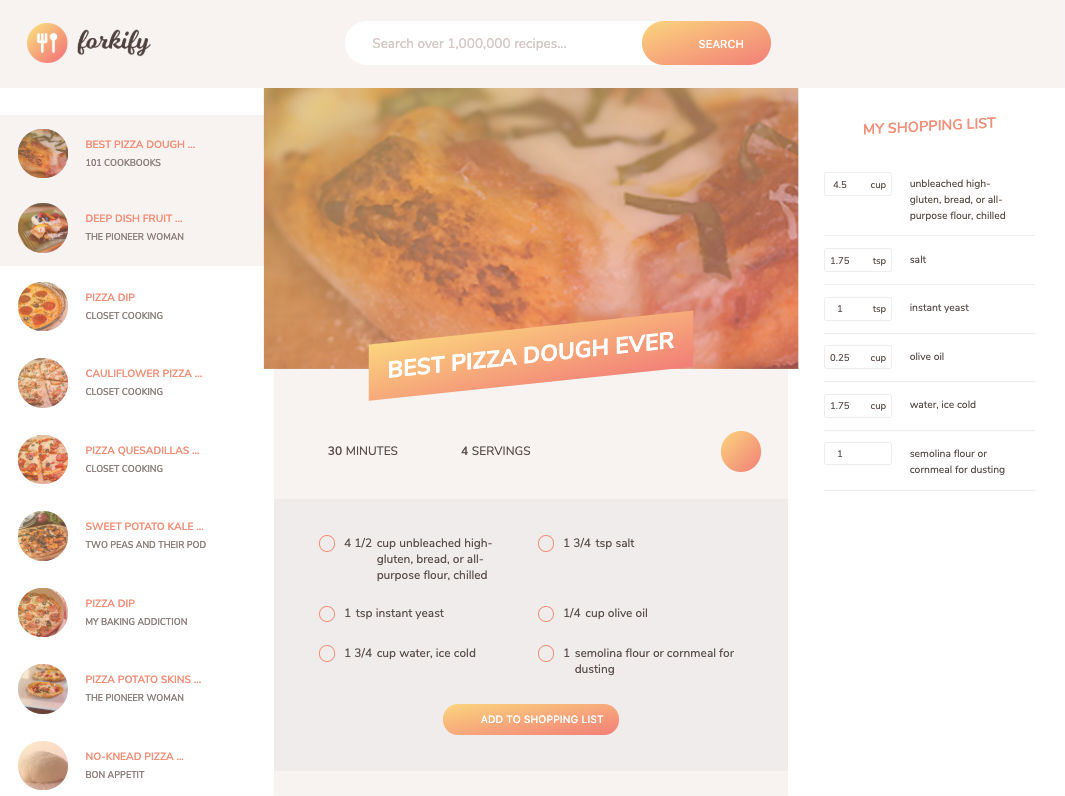 forkify
Search over 1,000,000 recipes...
SEARCH
BEST PIZZA DOUGH ...
101 COOKBOOKS
DEEP DISH FRUIT ...
THE PIONEER WOMAN
PIZZA DIP
CLOSET COOKING
CAULIFLOWER PIZZA ...
CLOSET COOKING
PIZZA QUESADILLAS ...
CLOSET COOKING
SWEET POTATO KALE ...
TWO PEAS AND THEIR POD
PIZZA DIP
MY BAKING ADDICTION
PIZZA POTATO SKINS ...
THE PIONEER WOMAN
NO-KNEAD PIZZA ...
BON APPETIT
BEST PIZZA DOUGH EVER
30 MINUTES
4 SERVINGS
4 1/2 cup unbleached high-
gluten, bread, or all-
purpose flour, chilled
1 3/4 tsp salt
1 tsp instant yeast
1/4 cup olive oil
1 3/4 cup water, ice cold
1 semolina flour or cornmeal for
dusting
ADD TO SHOPPING LIST
MY SHOPPING LIST
4.5 cup unbleached high-
gluten, bread, or all-
purpose flour, chilled
1.75 tsp salt
1 tsp instant yeast
0.25 cup olive oil
1.75 cup water, ice cold
1 semolina flour or
cornmeal for dusting